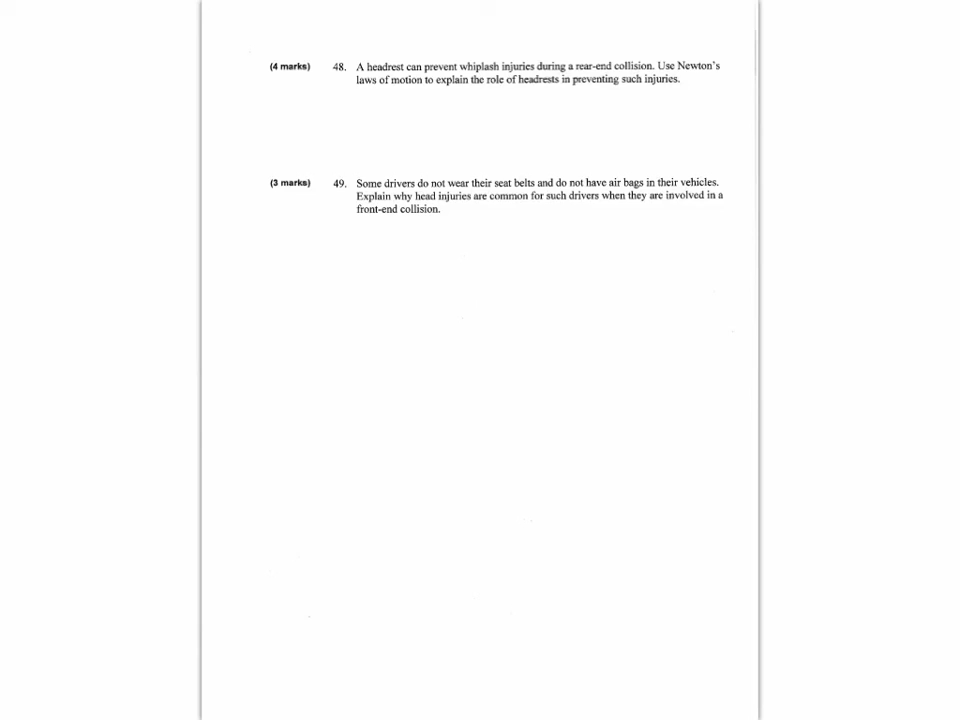 (4 marks) 48. A headrest can prevent whiplash injuries during a rear-end collision. Use Newton's
laws of motion to explain the role of headrests in preventing such injuries.
(3 marks) 49. Some drivers do not wear their seat belts and do not have air bags in their vehicles.
Explain why head injuries are common for such drivers when they are involved in a
front-end collision.